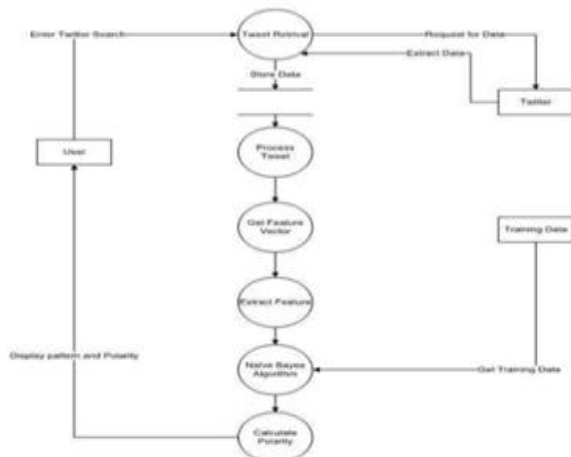 Enter Twitter Search
Tweet Retrival
Request for Data
Extract Data
Store Data
Twitter
User
Process
Tweet
Get Feature
Vector
Training Data
Extract Feature
Display pattern and Polarity
Naive Bayes
Algorithm
Get Training Data
Calculate
Polarity